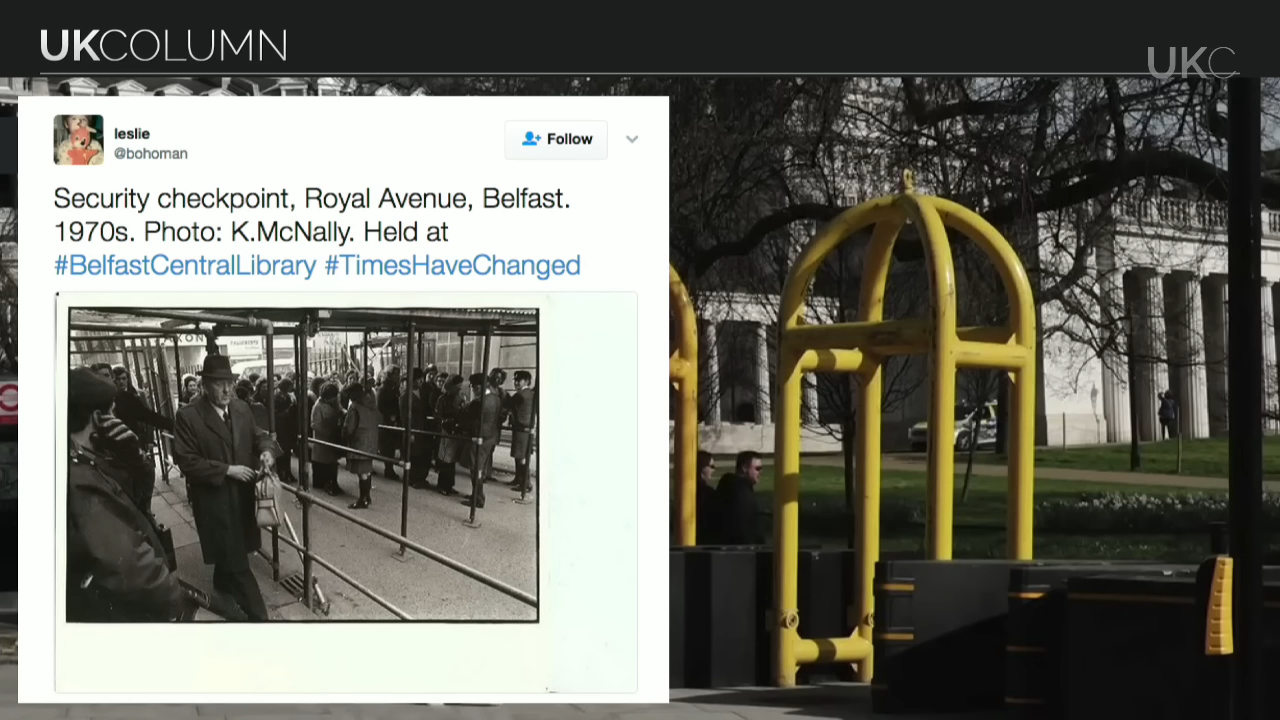 UKCOLUMN
UKC
leslie
@bohoman
Follow
Security checkpoint, Royal Avenue, Belfast.
1970s. Photo: K.McNally. Held at
#BelfastCentralLibrary #TimesHaveChanged